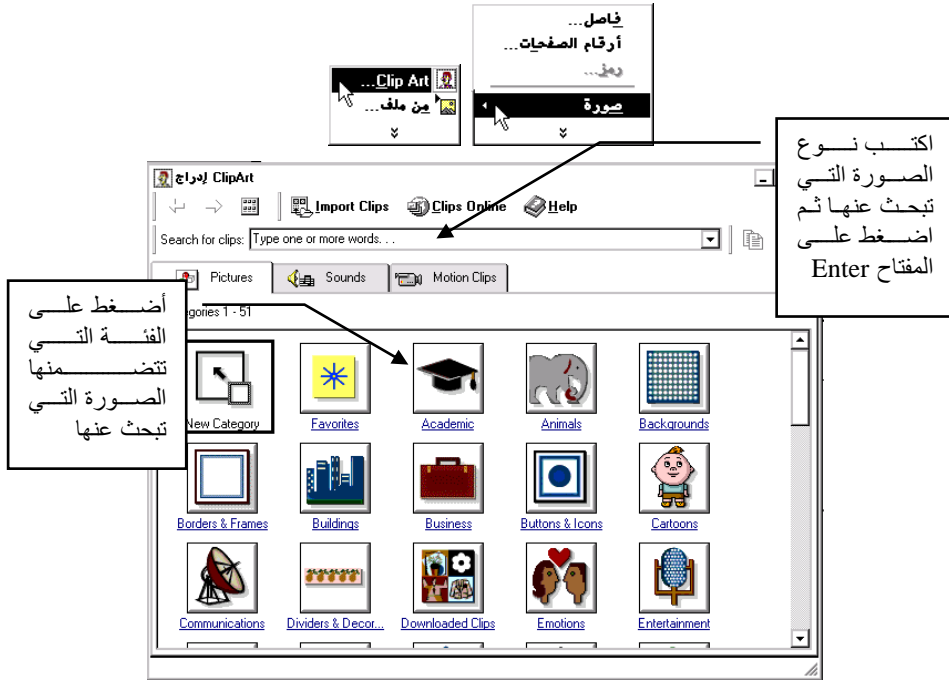 فاصل...
أرقام الصفحات...
رمز...
صورة
Clip Art...
من ملف...
اكتب نوع
الصورة التي
تبحث عنها ثم
اضغط على
المفتاح Enter
إدراج ClipArt
Import Clips Clips Online Help
Search for clips: Type one or more words. . .
Pictures Sounds Motion Clips
أضغط على
الفئة التي
تتضمنها
الصورة التي
تبحث عنها
egories 1 - 51
New Category Favorites Academic Animals Backgrounds
Borders & Frames Buildings Business Buttons & Icons Cartoons
Communications Dividers & Decor... Downloaded Clips Emotions Entertainment